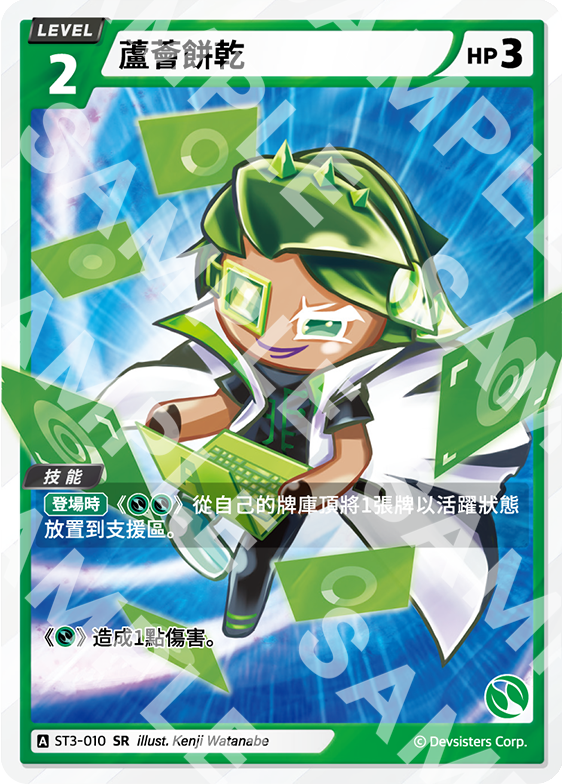 LEVEL
2
蘆薈餅乾
HP 3
技能
登場時 《》從自己的牌庫頂將1張牌以活躍狀態
放置到支援區。
《》造成1點傷害。
A ST3-010 SR illust. Kenji Watanabe
© Devsisters Corp.
SAMPLE SAMPLE SAMPLE